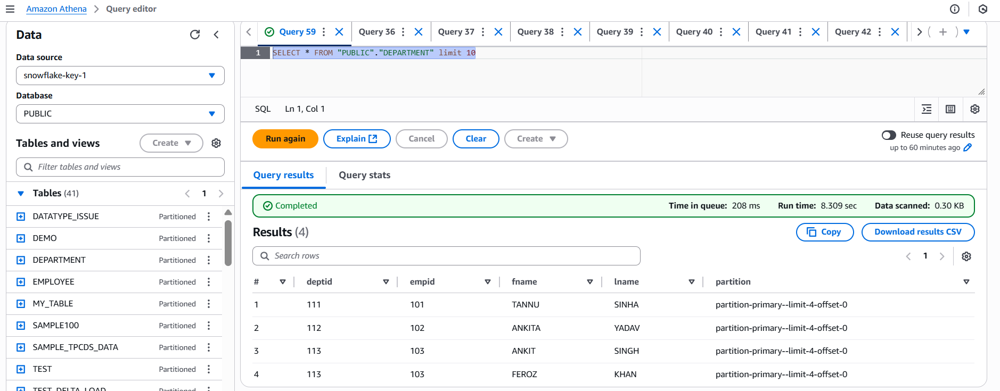 Amazon Athena > Query editor
Data
Data source
snowflake-key-1
Database
PUBLIC
Tables and views
Create
Filter tables and views
Tables (41)
1
DATATYPE_ISSUE Partitioned
DEMO Partitioned
DEPARTMENT Partitioned
EMPLOYEE Partitioned
MY_TABLE Partitioned
SAMPLE100 Partitioned
SAMPLE_TPCDS_DATA Partitioned
TEST Partitioned
TEST_DELTA_LOAD Partitioned
Query 59 Query 36 Query 37 Query 38 Query 39 Query 40 Query 41 Query 42
1 SELECT * FROM "PUBLIC"."DEPARTMENT" limit 10
SQL Ln 1, Col 1
Run again Explain Cancel Clear Create
Reuse query results
up to 60 minutes ago
Query results Query stats
Completed Time in queue: 208 ms Run time: 8.309 sec Data scanned: 0.30 KB
Results (4) Copy Download results CSV
Search rows 1
# deptid empid fname lname partition
1 111 101 TANNU SINHA partition-primary--limit-4-offset-0
2 112 102 ANKITA YADAV partition-primary--limit-4-offset-0
3 113 103 ANKIT SINGH partition-primary--limit-4-offset-0
4 113 103 FEROZ KHAN partition-primary--limit-4-offset-0